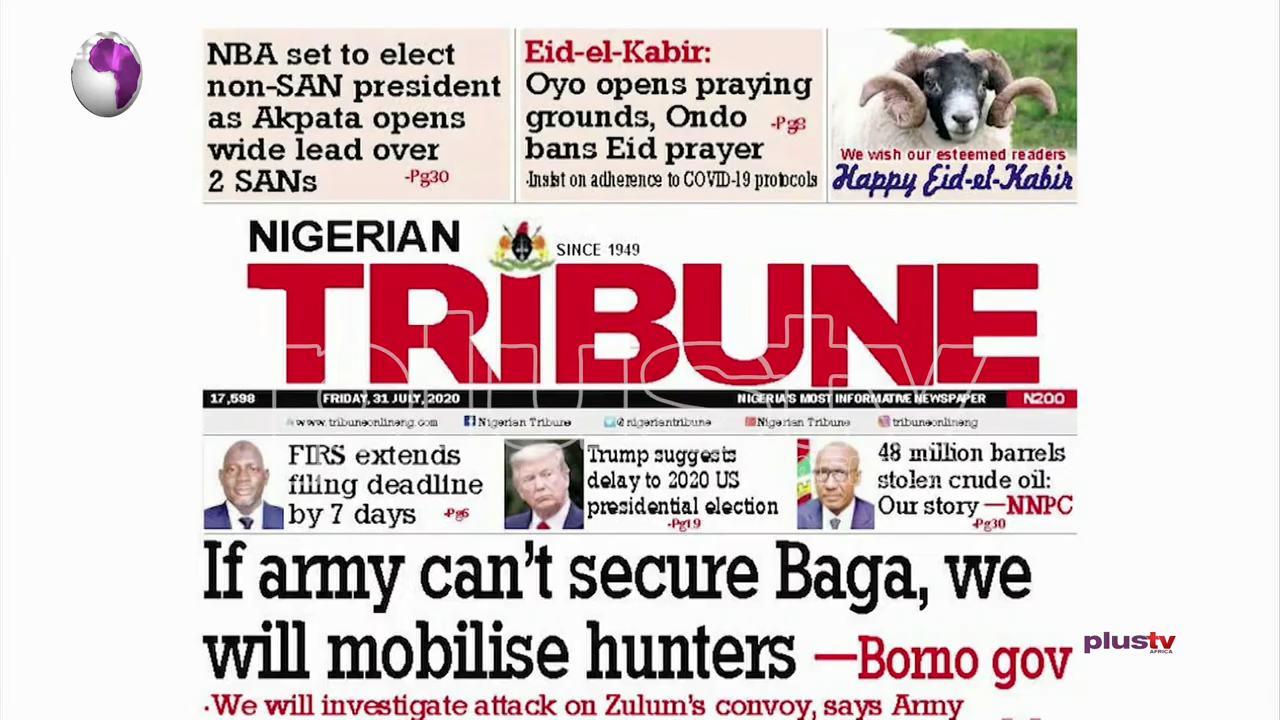 NBA set to elect
non-SAN president
as Akpata opens
wide lead over
2 SANs -Pg30
Eid-el-Kabir:
Oyo opens praying
grounds, Ondo -Pg8
bans Eid prayer
·Insist on adherence to COVID-19 protocols
We wish our esteemed readers
Happy Eid-el-Kabir
NIGERIAN
SINCE 1949
TRIBUNE
plustv
17,598 FRIDAY, 31 JULY, 2020 NIGERIA'S MOST INFORMATIVE NEWSPAPER N200
www.tribuneonlineng.com Nigerian Tribune @nigeriantribune Nigerian Tribune tribuneonlineng
FIRS extends
filing deadline
by 7 days -Pg6
Trump suggests
delay to 2020 US
presidential election
-Pg19
48 million barrels
stolen crude oil:
Our story —NNPC
-Pg30
If army can't secure Baga, we
will mobilise hunters —Borno gov
·We will investigate attack on Zulum's convoy, says Army
plustv
AFRICA